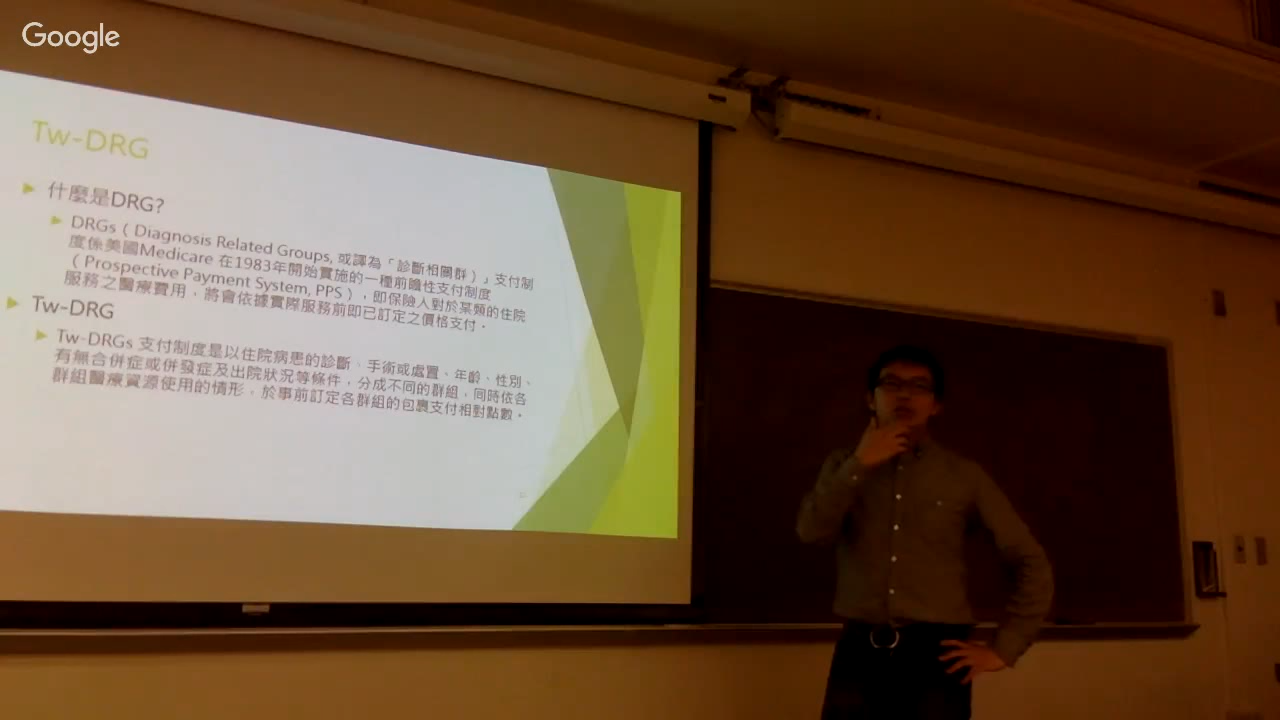 Google
Tw-DRG
什麼是DRG?
DRGs（Diagnosis Related Groups, 或譯為「診斷相關群）」支付制
度係美國Medicare 在1983年開始實施的一種前瞻性支付制度
（Prospective Payment System, PPS），即保險人對於某類的住院
服務之醫療費用，將會依據實際服務前即已訂定之價格支付。
Tw-DRG
Tw-DRGs 支付制度是以住院病患的診斷、手術或處置、年齡、性別、
有無合併症或併發症及出院狀況等條件，分成不同的群組，同時依各
群組醫療資源使用的情形，於事前訂定各群組的包裹支付相對點數。